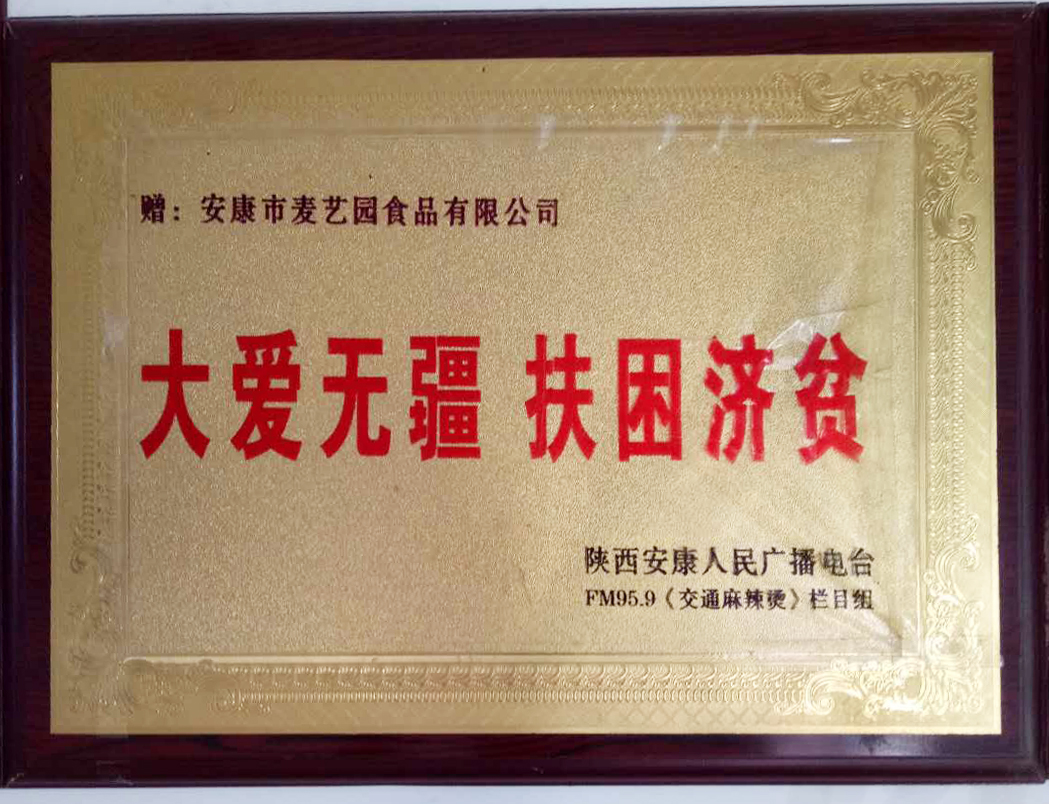 赠：安康市麦艺园食品有限公司
大爱无疆 扶困济贫
陕西安康人民广播电台
FM95.9《交通麻辣烫》栏目组